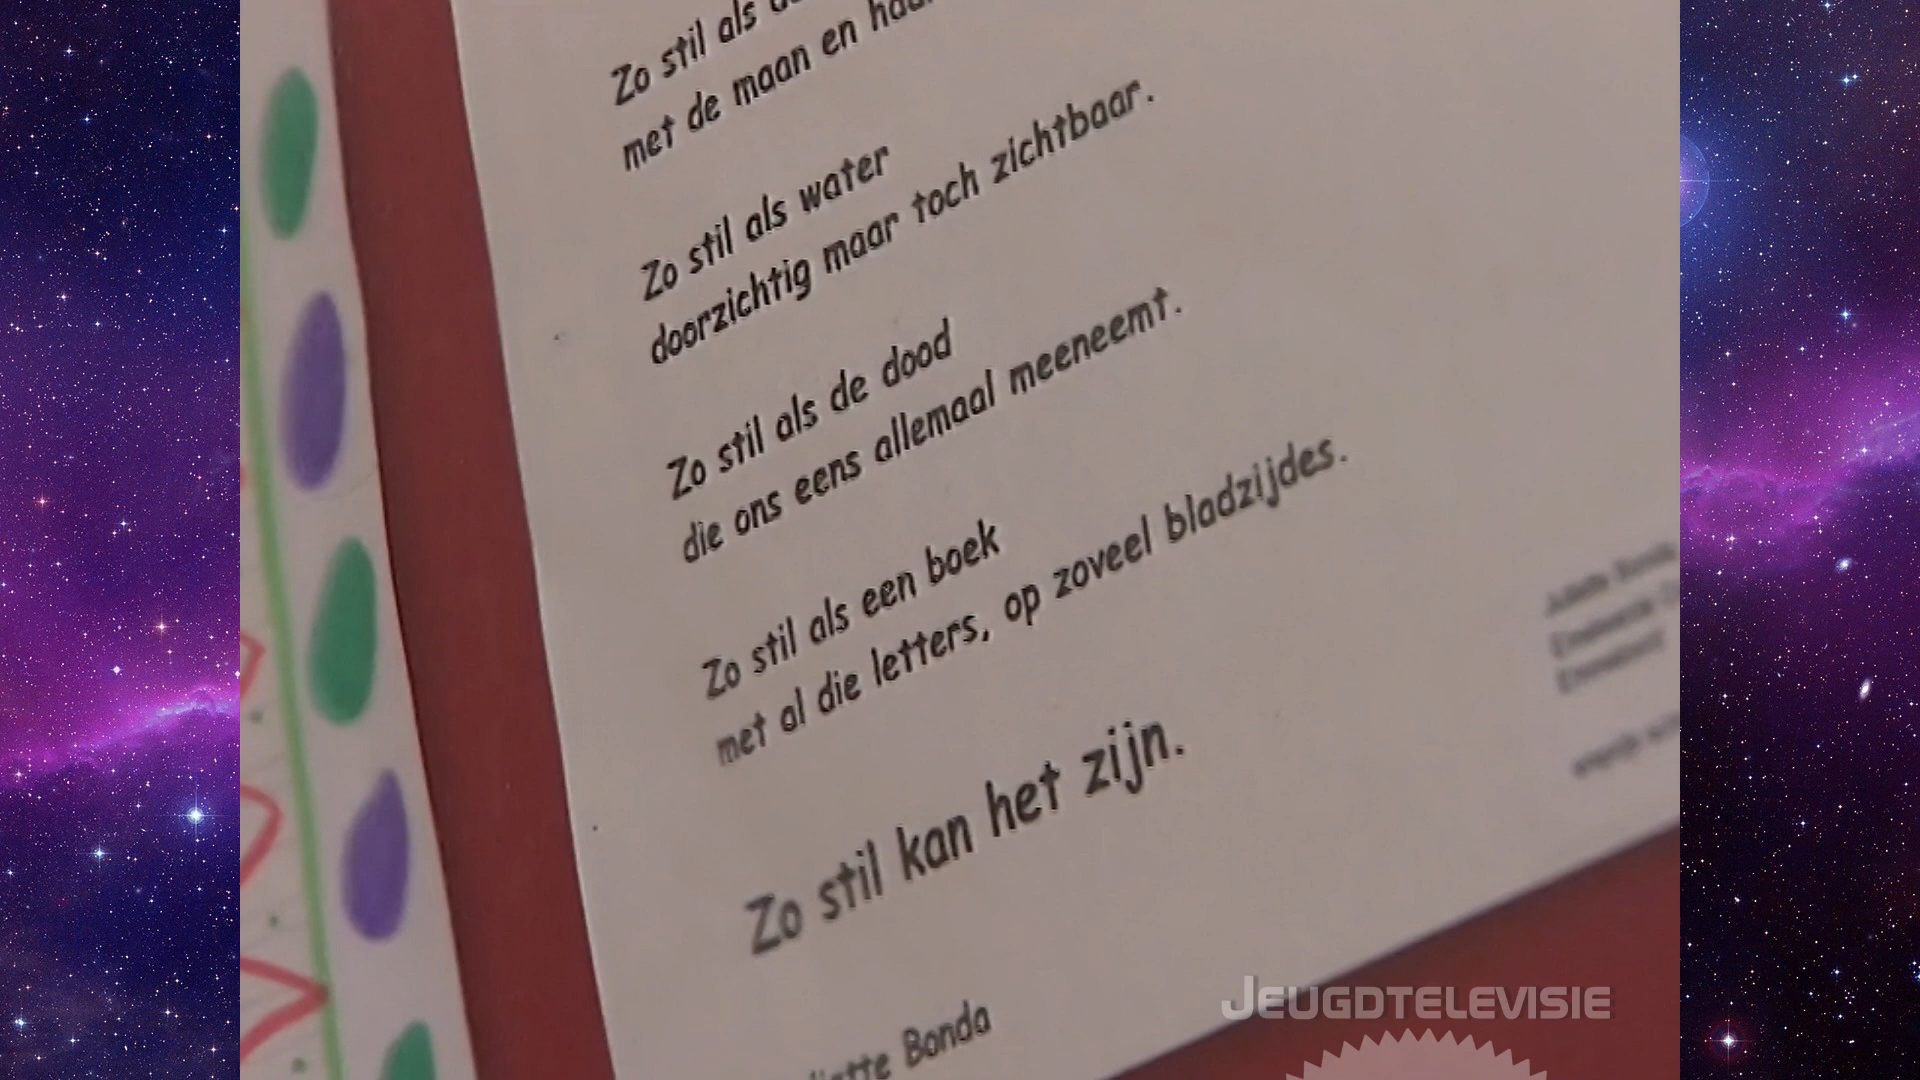 Zo stil als
met de maan en
Zo stil als water
doorzichtig maar toch zichtbaar.
Zo stil als de dood
die ons eens allemaal meeneemt.
Zo stil als een boek
met al die letters, op zoveel bladzijdes.
Zo stil kan het zijn.
Bonda
JEUGDTELEVISIE